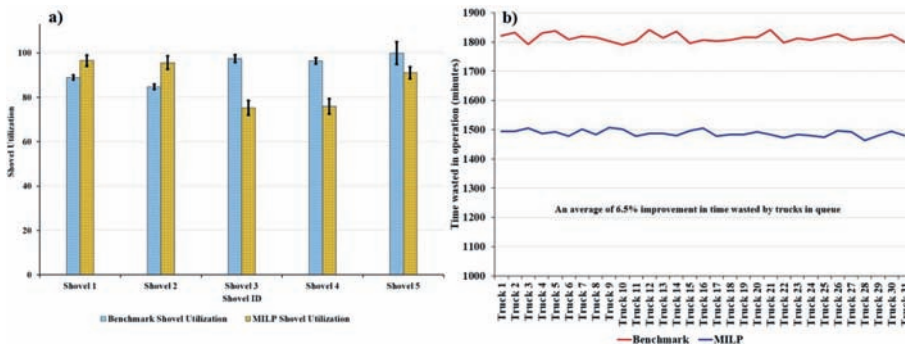 a)
100
80
60
40
20
0
Shovel Utilization
Shovel 1 Shovel 2 Shovel 3 Shovel 4 Shovel 5
Shovel ID
Benchmark Shovel Utilization MILP Shovel Utilization
b)
1900
1800
1700
1600
1500
1400
1300
1200
1100
1000
Time wasted in operation (minutes)
An average of 6.5% improvement in time wasted by trucks in queue
Truck 1
Truck 2
Truck 3
Truck 4
Truck 5
Truck 6
Truck 7
Truck 8
Truck 9
Truck 10
Truck 11
Truck 12
Truck 13
Truck 14
Truck 15
Truck 16
Truck 17
Truck 18
Truck 19
Truck 20
Truck 21
Truck 22
Truck 23
Truck 24
Truck 25
Truck 26
Truck 27
Truck 28
Truck 29
Truck 30
Truck 31
Benchmark MILP